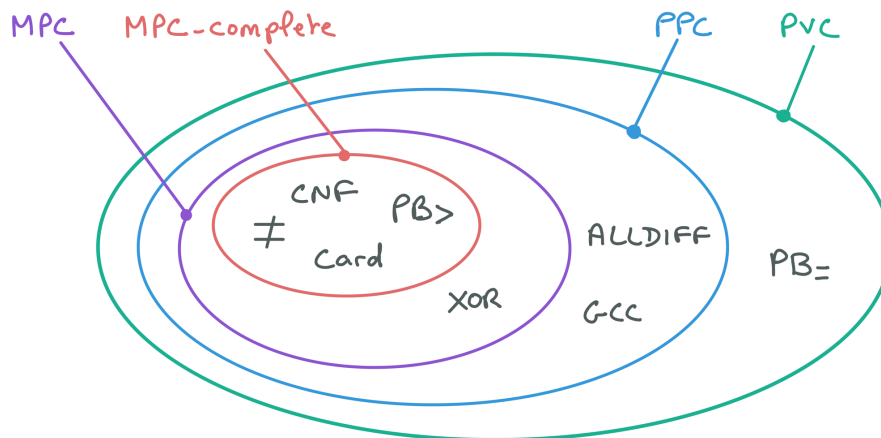 MPC MPC-complete PPC PVC
CNF
PB>
≠
Card
ALLDIFF
PB=
XOR
GCC